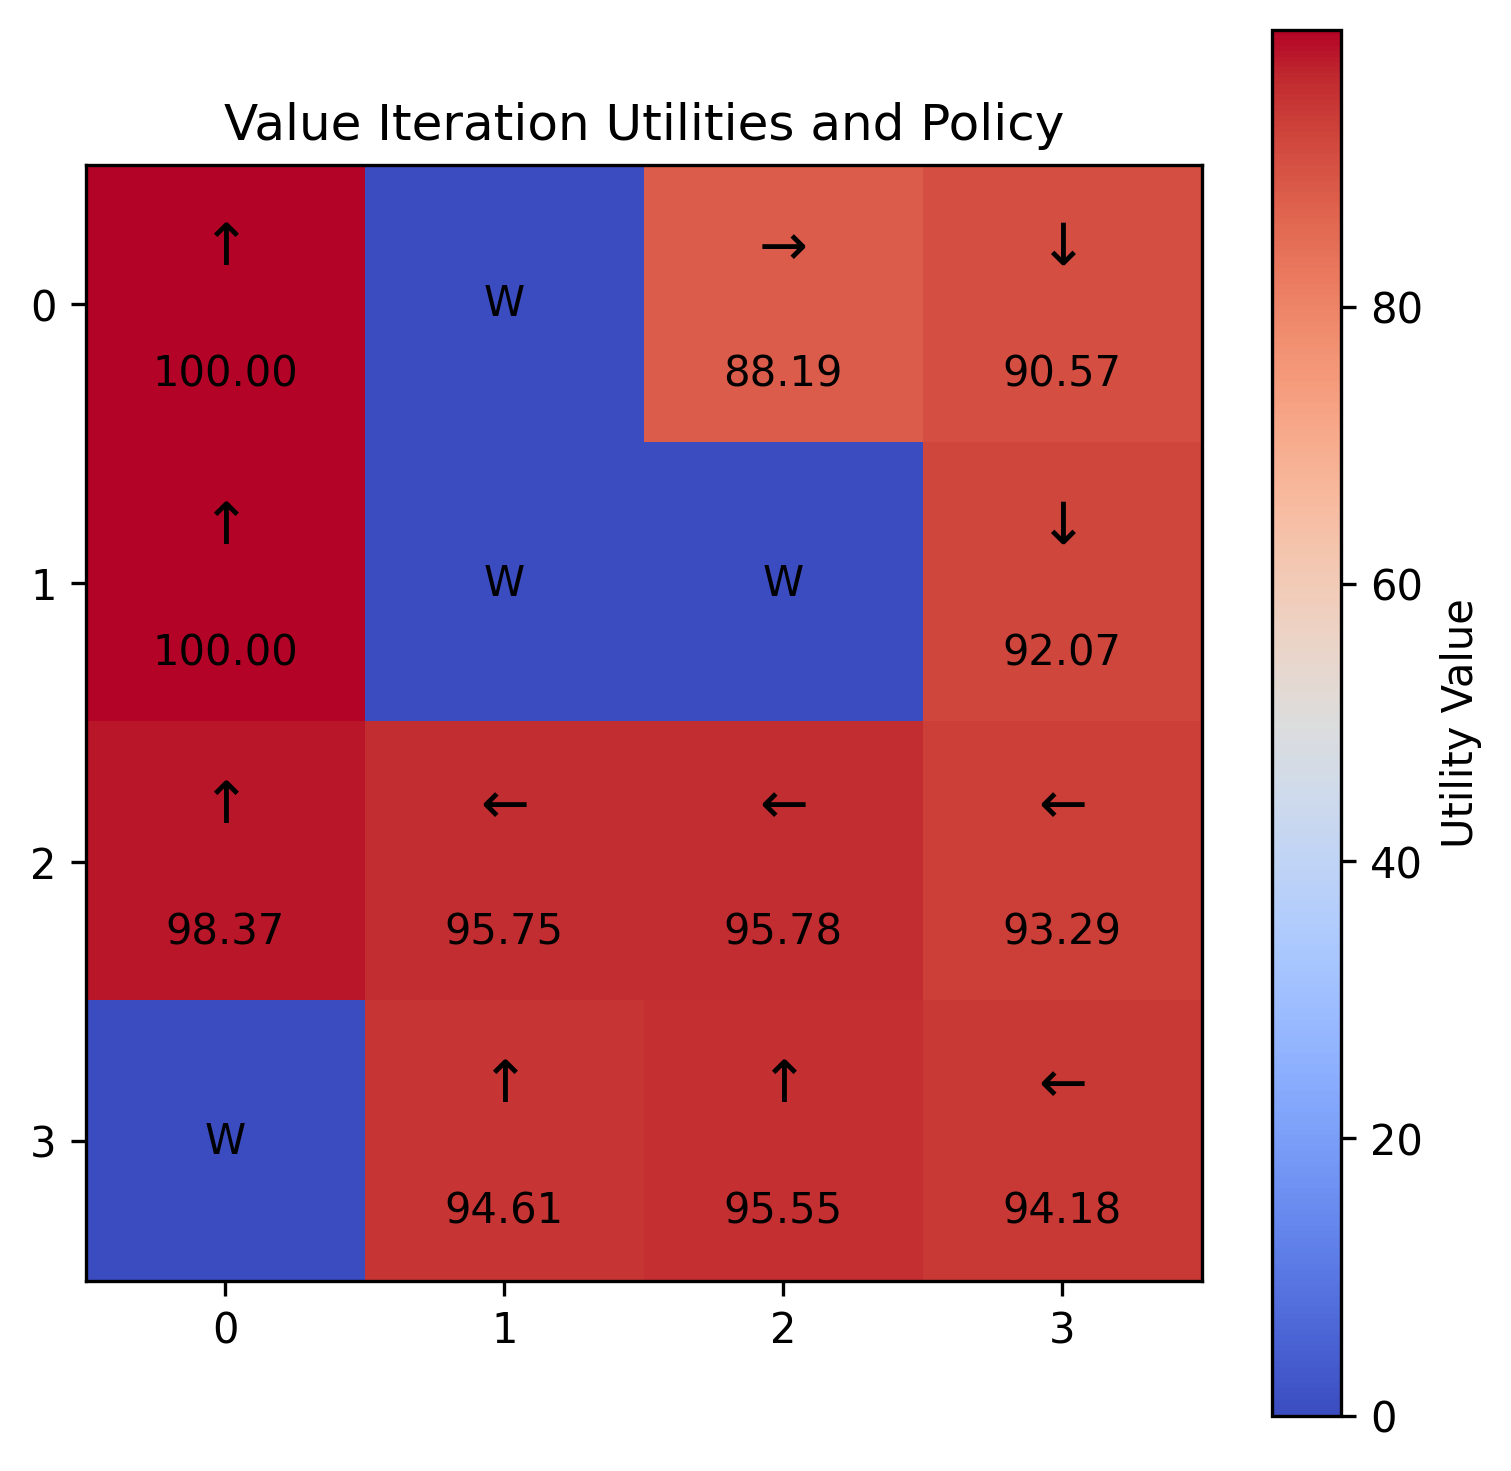 Value Iteration Utilities and Policy
0 ↑ W → ↓
100.00 88.19 90.57
1 ↑ W W ↓
100.00 92.07
2 ↑ ← ← ←
98.37 95.75 95.78 93.29
3 W ↑ ↑ ←
94.61 95.55 94.18
0 1 2 3
80
60
40
20
0
Utility Value